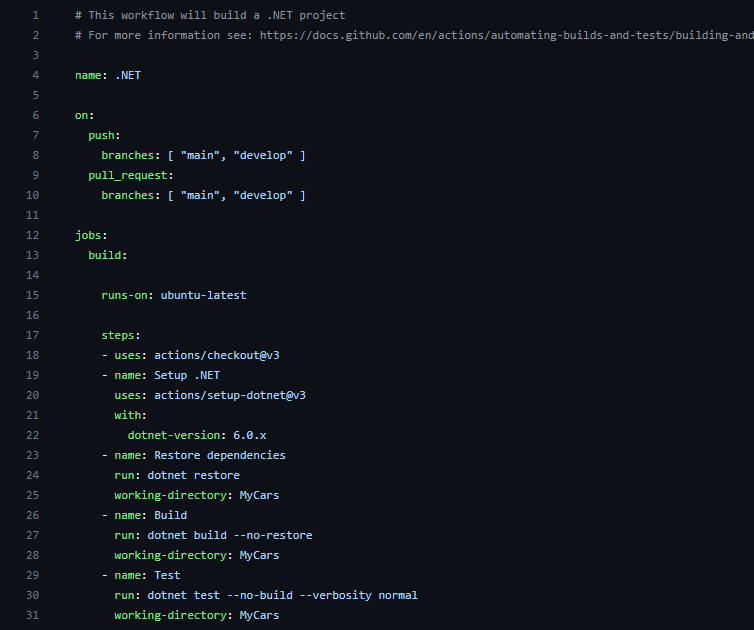 1 # This workflow will build a .NET project
2 # For more information see: https://docs.github.com/en/actions/automating-builds-and-tests/building-and
3
4 name: .NET
5
6 on:
7   push:
8     branches: [ "main", "develop" ]
9   pull_request:
10     branches: [ "main", "develop" ]
11
12 jobs:
13   build:
14
15     runs-on: ubuntu-latest
16
17     steps:
18     - uses: actions/checkout@v3
19     - name: Setup .NET
20       uses: actions/setup-dotnet@v3
21       with:
22         dotnet-version: 6.0.x
23     - name: Restore dependencies
24       run: dotnet restore
25       working-directory: MyCars
26     - name: Build
27       run: dotnet build --no-restore
28       working-directory: MyCars
29     - name: Test
30       run: dotnet test --no-build --verbosity normal
31       working-directory: MyCars